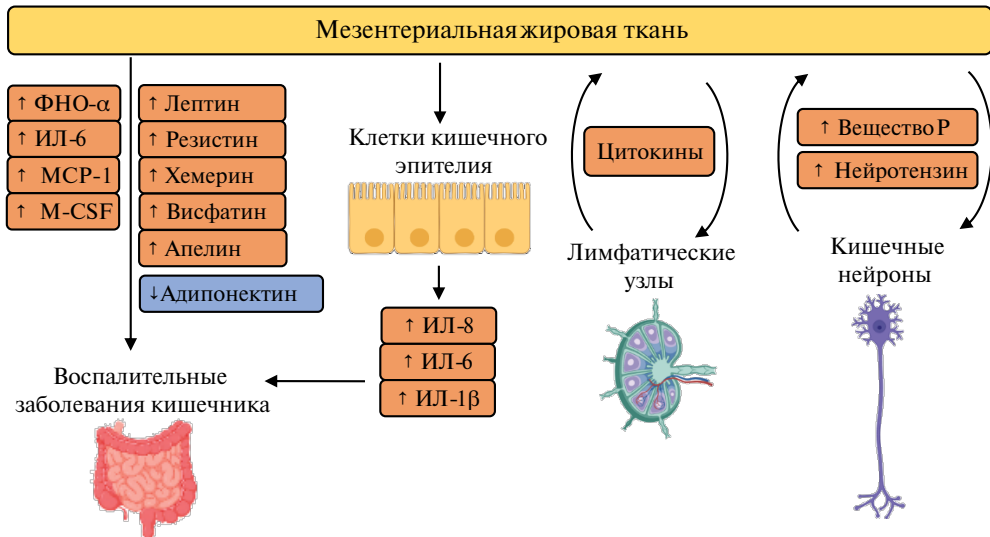 Мезентериальная жировая ткань
↑ ФНО-α
↑ ИЛ-6
↑ MCP-1
↑ M-CSF
↑ Лептин
↑ Резистин
↑ Хемерин
↑ Висфатин
↑ Апелин
↓Адипонектин
Клетки кишечного
эпителия
↑ ИЛ-8
↑ ИЛ-6
↑ ИЛ-1β
Воспалительные
заболевания кишечника
Цитокины
Лимфатические
узлы
↑ Вещество P
↑ Нейротензин
Кишечные
нейроны